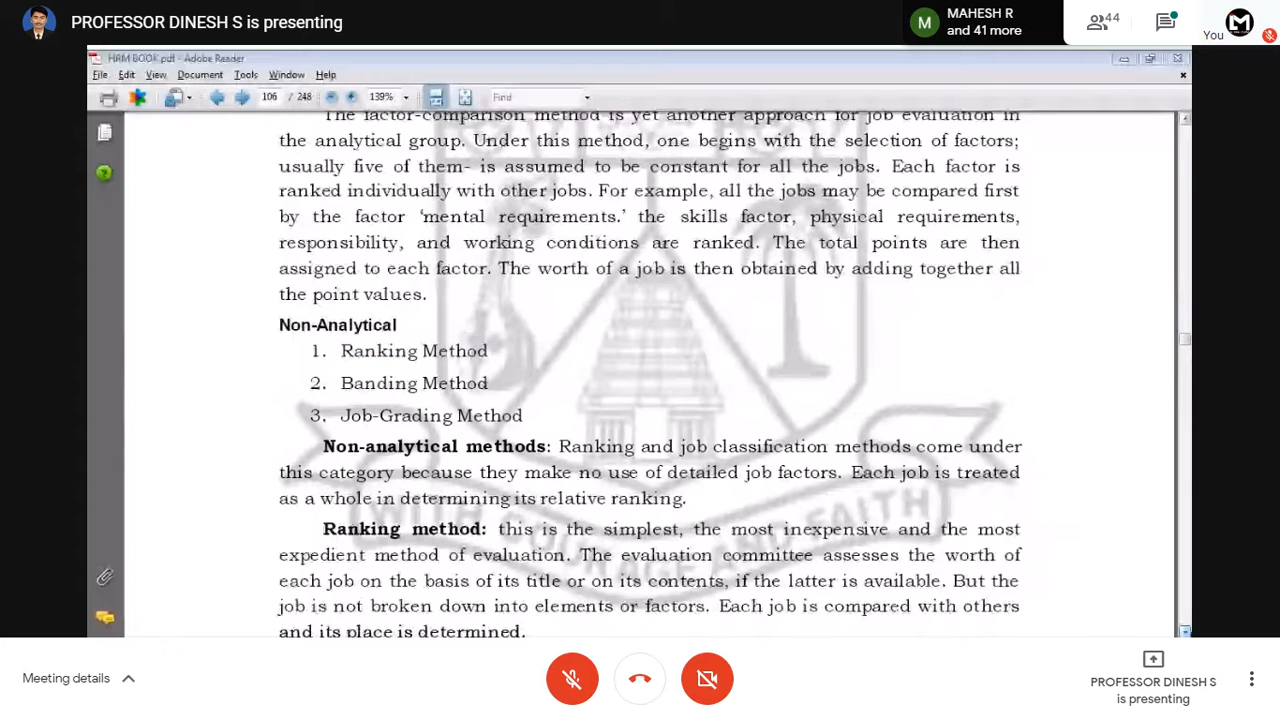 PROFESSOR DINESH S is presenting
M
MAHESH R
and 41 more
44
You
HRM BOOK.pdf - Adobe Reader
File Edit View Document Tools Window Help
106 / 248 139% Find
The factor-comparison method is yet another approach for job evaluation in
the analytical group. Under this method, one begins with the selection of factors;
usually five of them- is assumed to be constant for all the jobs. Each factor is
ranked individually with other jobs. For example, all the jobs may be compared first
by the factor ‘mental requirements.’ the skills factor, physical requirements,
responsibility, and working conditions are ranked. The total points are then
assigned to each factor. The worth of a job is then obtained by adding together all
the point values.
Non-Analytical
1. Ranking Method
2. Banding Method
3. Job-Grading Method
Non-analytical methods: Ranking and job classification methods come under
this category because they make no use of detailed job factors. Each job is treated
as a whole in determining its relative ranking.
Ranking method: this is the simplest, the most inexpensive and the most
expedient method of evaluation. The evaluation committee assesses the worth of
each job on the basis of its title or on its contents, if the latter is available. But the
job is not broken down into elements or factors. Each job is compared with others
and its place is determined.
WITH COURAGE AND FAITH
Meeting details
PROFESSOR DINESH S
is presenting